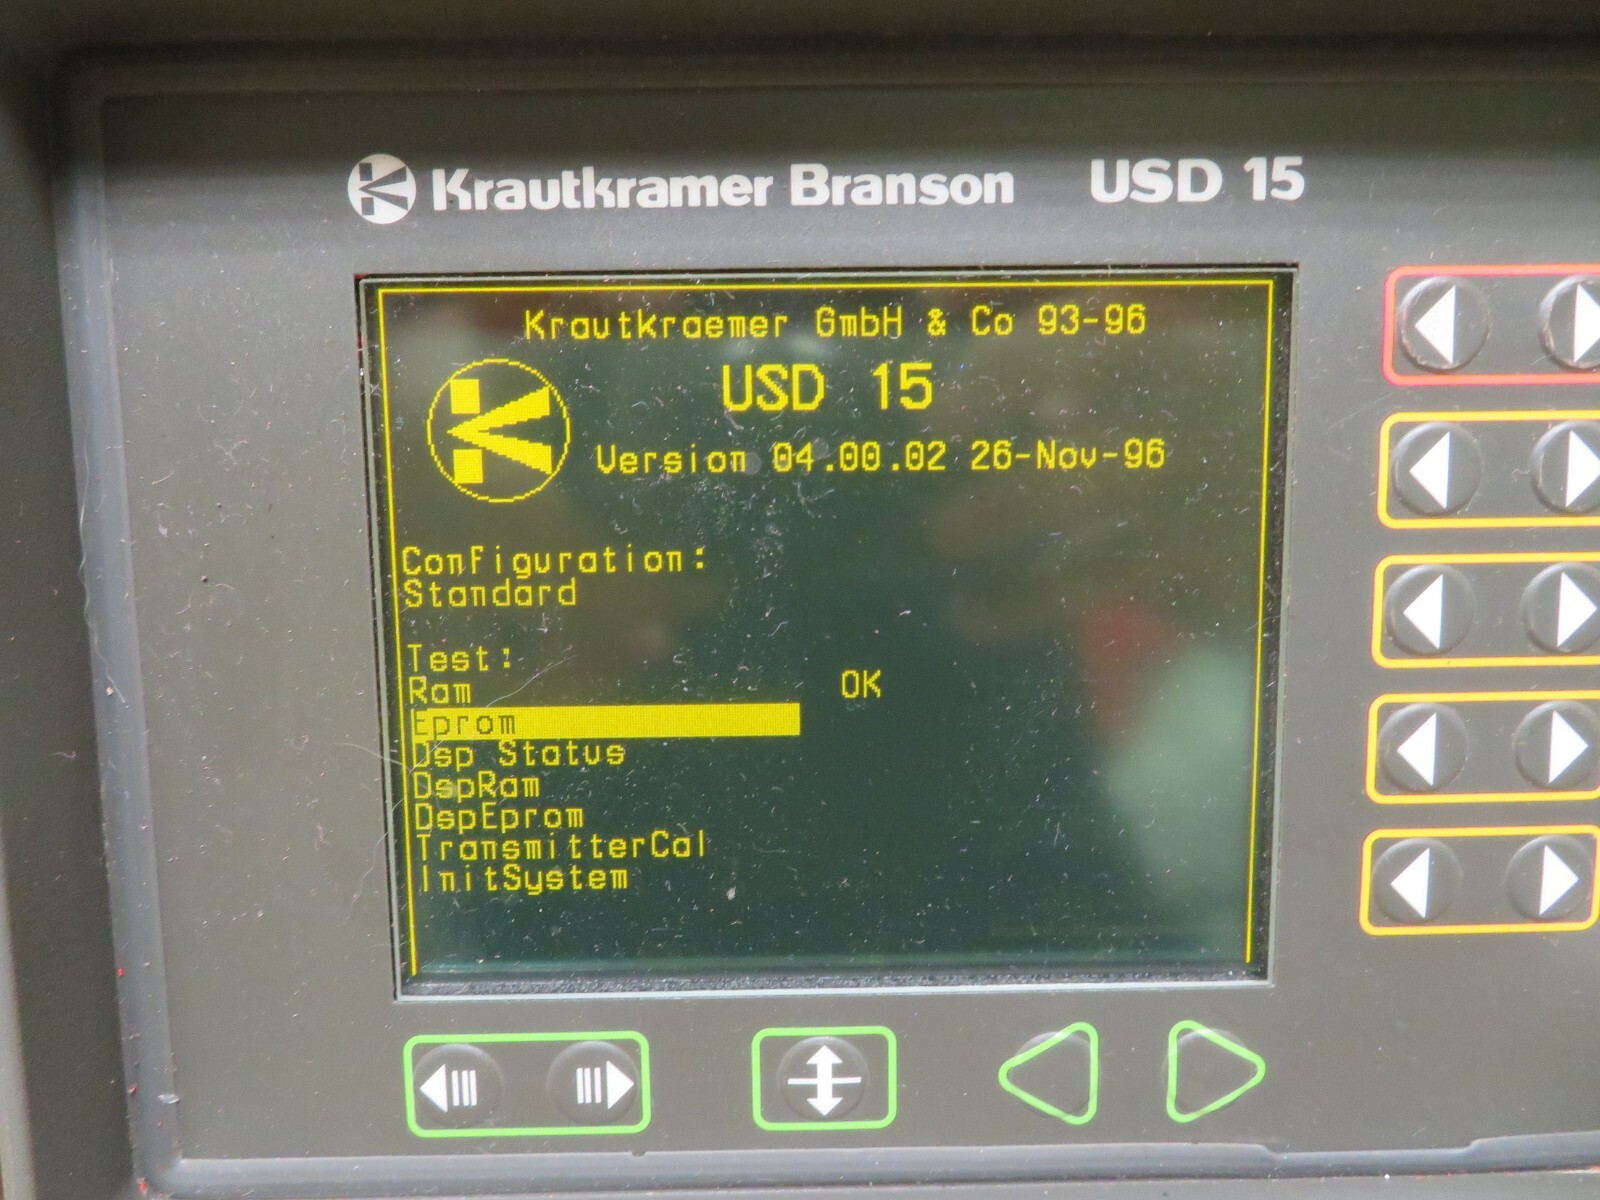 Krautkramer Branson USD 15
Krautkraemer GmbH & Co 93-96
USD 15
Version 04.00.02 26-Nov-96
Configuration:
Standard
Test:
Ram OK
Eprom
Dsp Status
DspRam
DspEprom
TransmitterCal
InitSystem